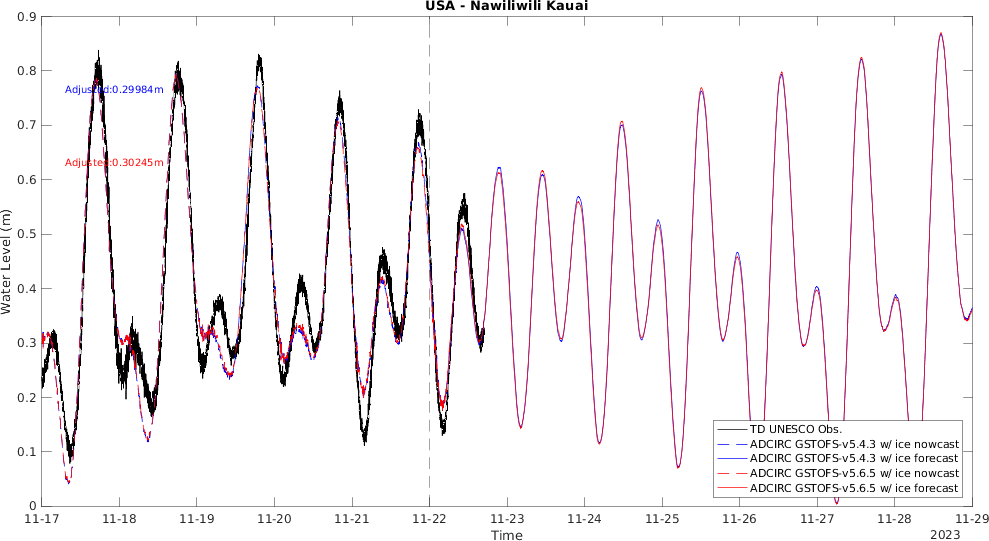 USA - Nawiliwili Kauai
0.9
0.8
0.7
0.6
0.5
0.4
0.3
0.2
0.1
0
Water Level (m)
Adjusted:0.29984m
Adjusted:0.30245m
TD UNESCO Obs.
ADCIRC GSTOFS-v5.4.3 w/ ice nowcast
ADCIRC GSTOFS-v5.4.3 w/ ice forecast
ADCIRC GSTOFS-v5.6.5 w/ ice nowcast
ADCIRC GSTOFS-v5.6.5 w/ ice forecast
11-17 11-18 11-19 11-20 11-21 11-22 11-23 11-24 11-25 11-26 11-27 11-28 11-29
Time
2023